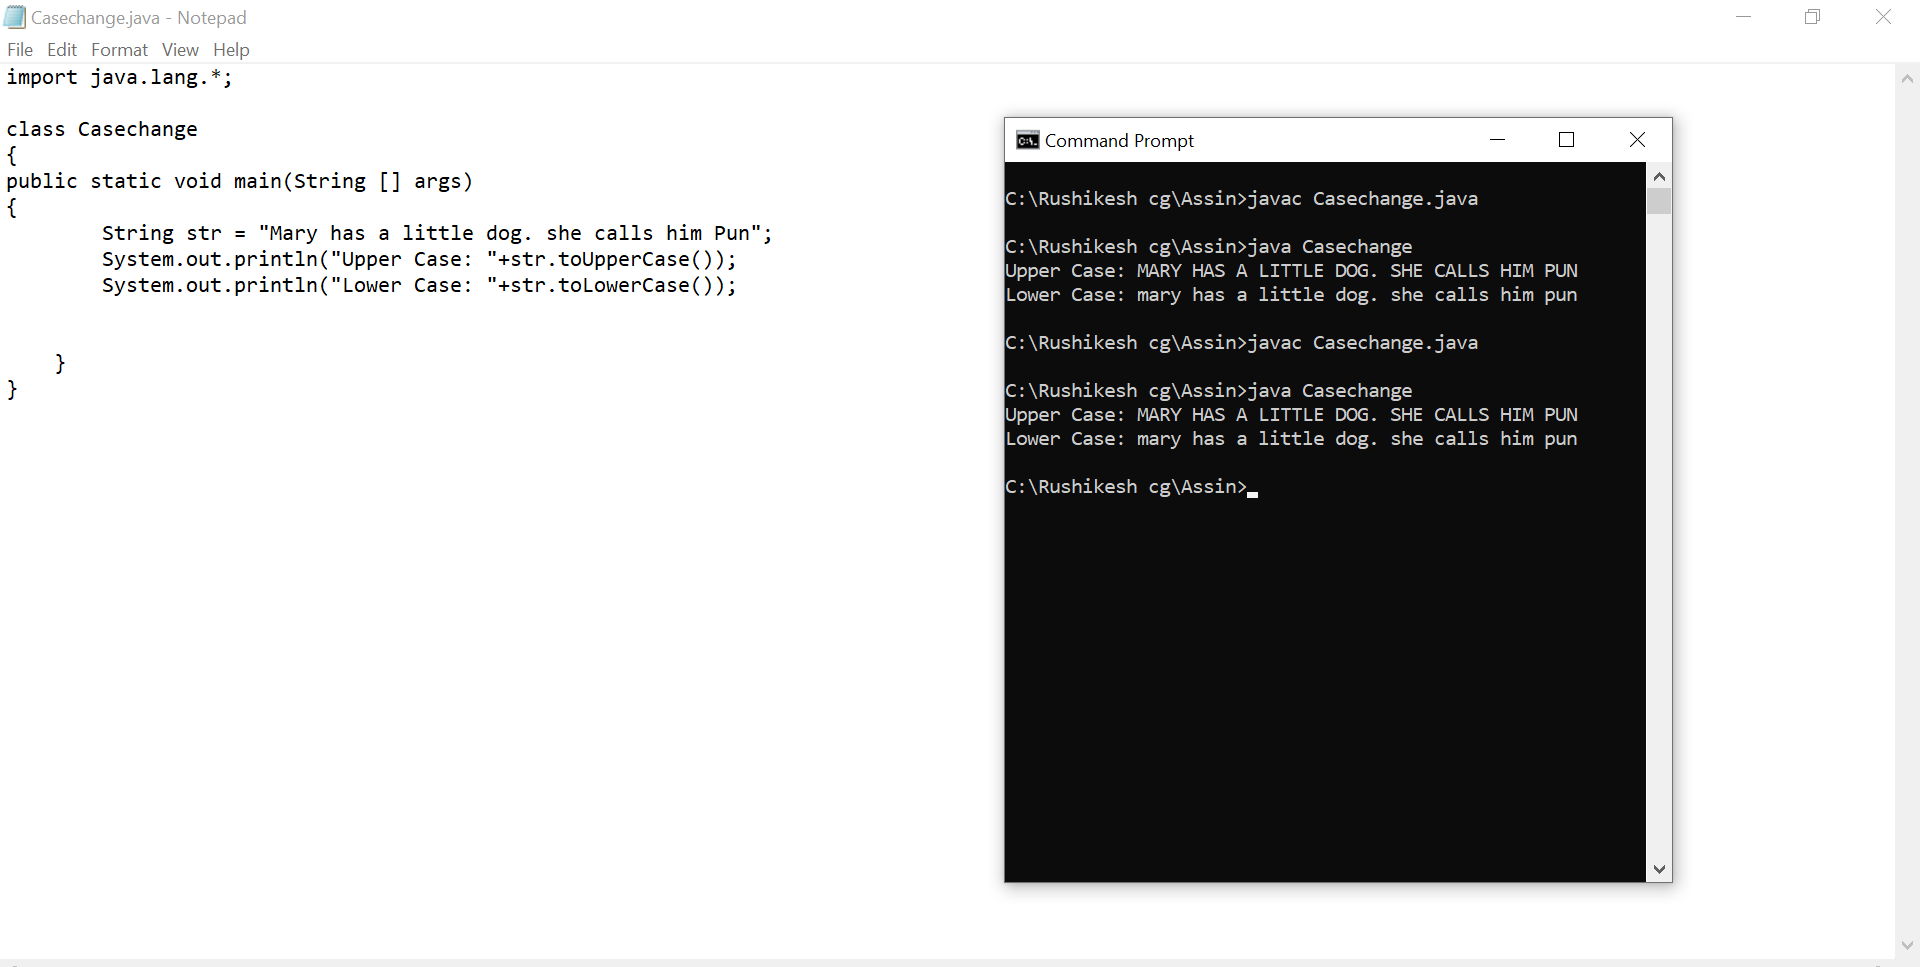 Casechange.java - Notepad
File Edit Format View Help
import java.lang.*;
class Casechange
{
public static void main(String [] args)
{
String str = "Mary has a little dog. she calls him Pun";
System.out.println("Upper Case: "+str.toUpperCase());
System.out.println("Lower Case: "+str.toLowerCase());
}
}
C:\. Command Prompt
C:\Rushikesh cg\Assin>javac Casechange.java
C:\Rushikesh cg\Assin>java Casechange
Upper Case: MARY HAS A LITTLE DOG. SHE CALLS HIM PUN
Lower Case: mary has a little dog. she calls him pun
C:\Rushikesh cg\Assin>javac Casechange.java
C:\Rushikesh cg\Assin>java Casechange
Upper Case: MARY HAS A LITTLE DOG. SHE CALLS HIM PUN
Lower Case: mary has a little dog. she calls him pun
C:\Rushikesh cg\Assin>